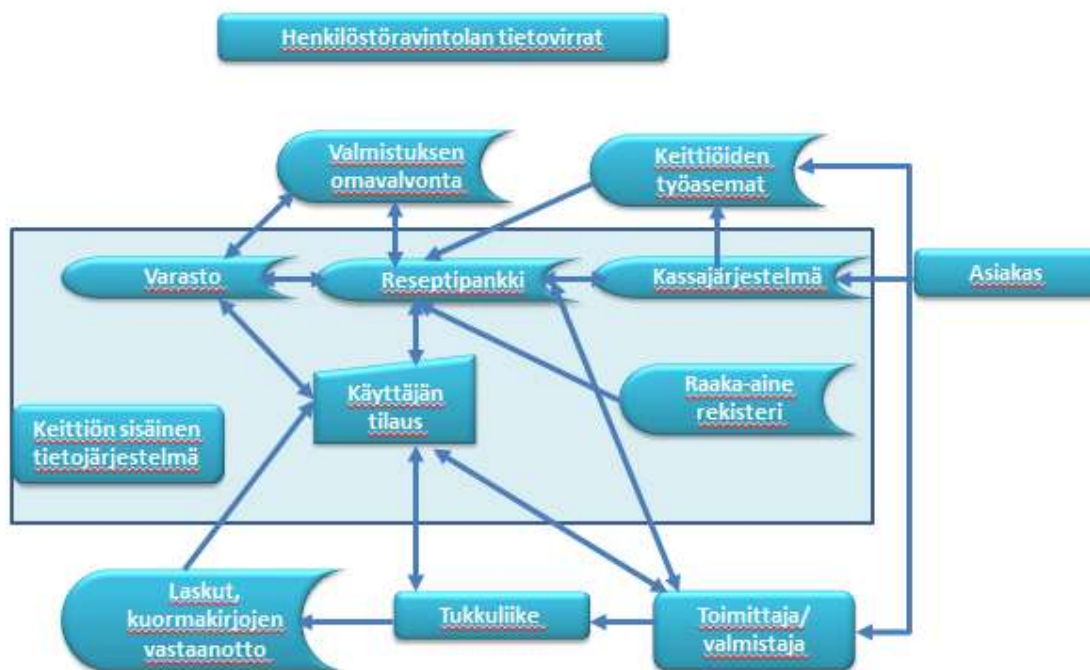 Henkilöstöravintolan tietovirrat
Valmistuksen
omavalvonta
Keittiöiden
työasemat
Varasto
Reseptipankki
Kassajärjestelmä
Asiakas
Käyttäjän
tilaus
Raaka-aine
rekisteri
Keittiön sisäinen
tietojärjestelmä
Laskut,
kuormakirjojen
vastaanotto
Tukkuliike
Toimittaja/
valmistaja